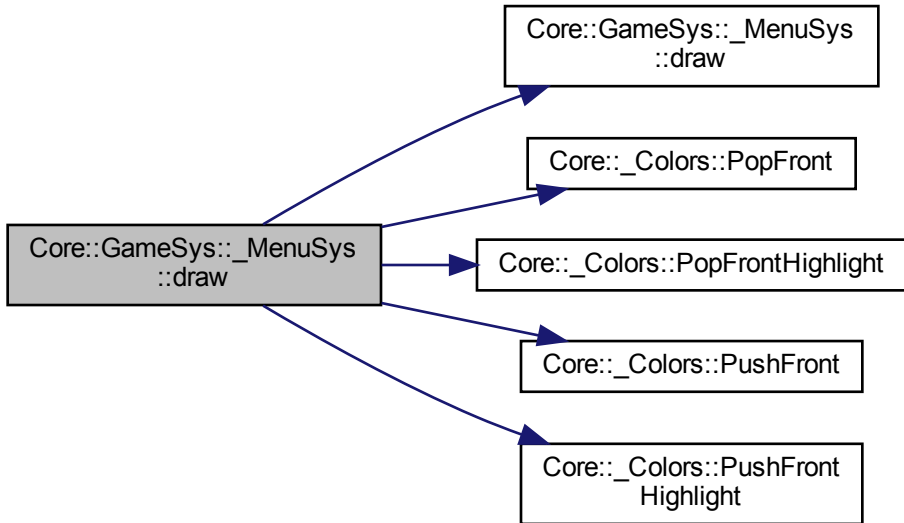 Core::GameSys::_MenuSys
::draw
Core::GameSys::_MenuSys
::draw
Core::_Colors::PopFront
Core::_Colors::PopFrontHighlight
Core::_Colors::PushFront
Core::_Colors::PushFront
Highlight